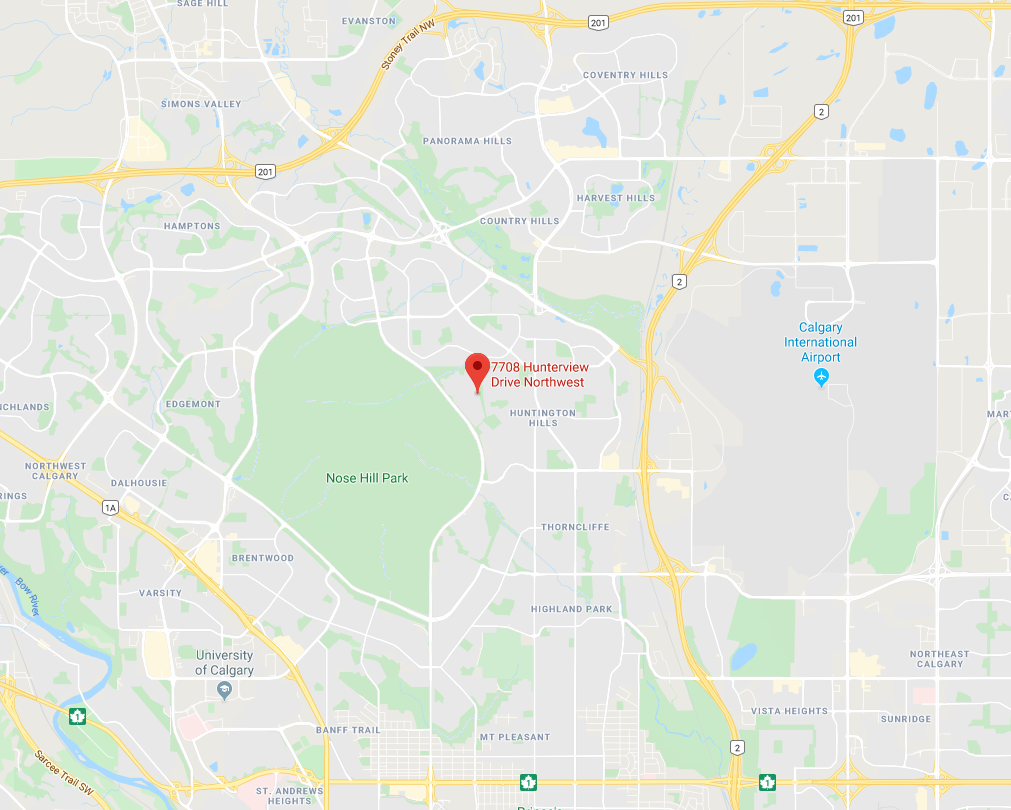 SAGE HILL
EVANSTON
201
201
Stoney Trail NW
COVENTRY HILLS
SIMONS VALLEY
2
PANORAMA HILLS
201
HARVEST HILLS
COUNTRY HILLS
HAMPTONS
2
Calgary
International
Airport
7708 Hunterview
Drive Northwest
EDGEMONT
NCHLANDS
HUNTINGTON
HILLS
MAR
NORTHWEST
CALGARY
Nose Hill Park
DALHOUSIE
RINGS
C
1A
THORNCLIFFE
BRENTWOOD
Bow River
VARSITY
HIGHLAND PARK
University
of Calgary
NORTHEAST
CALGARY
1
VISTA HEIGHTS
SUNRIDGE
BANFF TRAIL
MT PLEASANT
2
Sarcee Trail SW
1
1
ST. ANDREWS
HEIGHTS